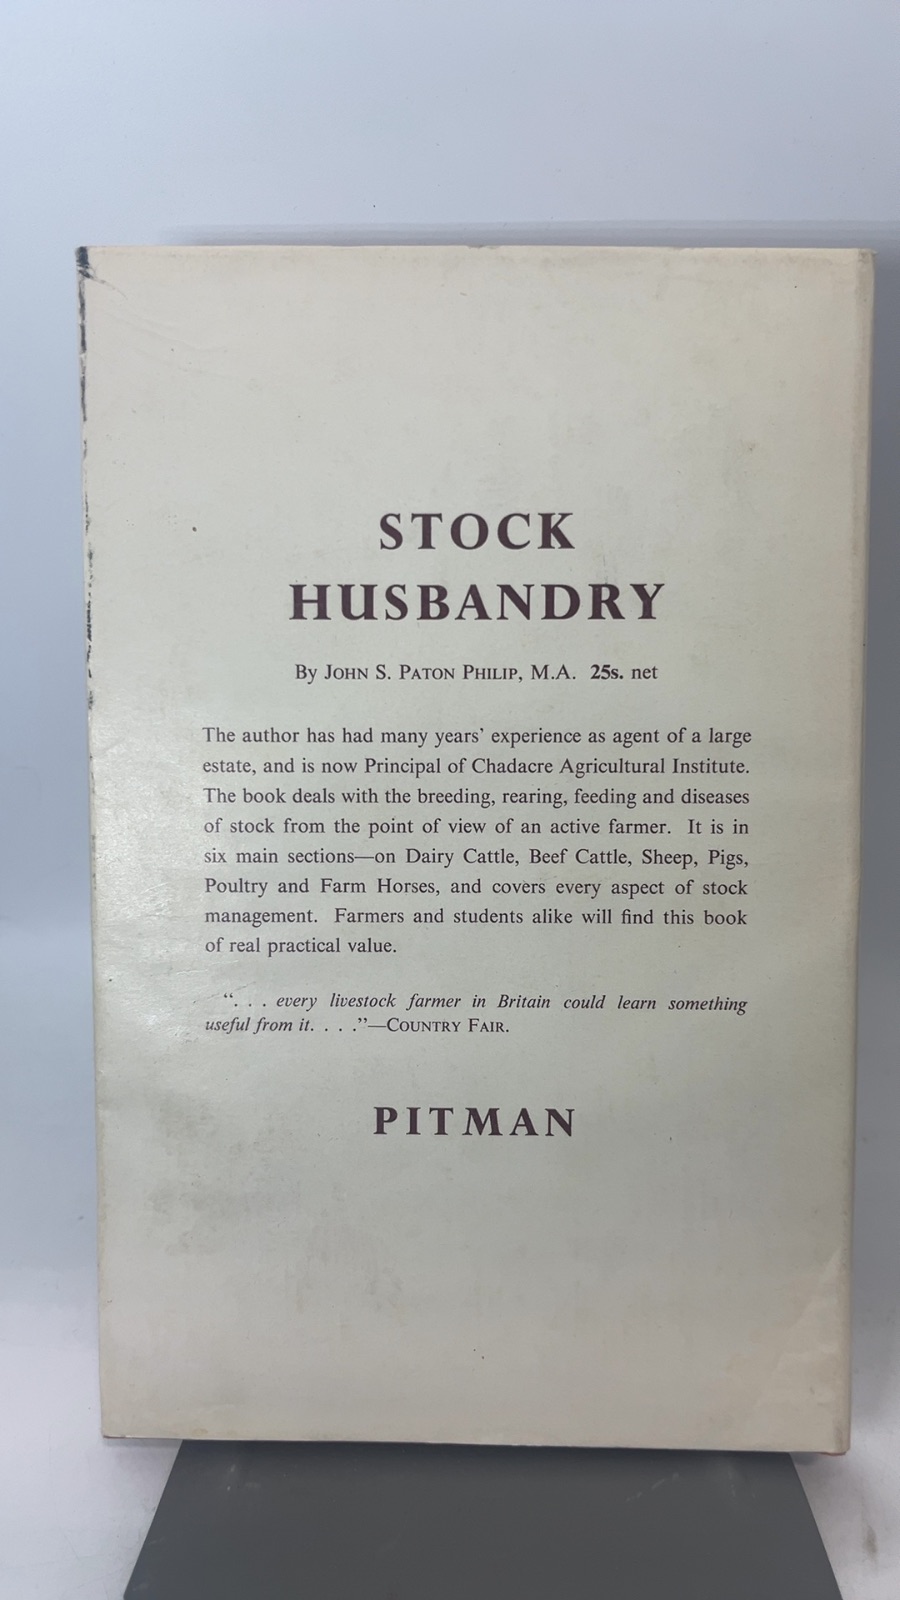 STOCK
HUSBANDRY
By John S. Paton Philip, M.A. 25s. net
The author has had many years' experience as agent of a large
estate, and is now Principal of Chadacre Agricultural Institute.
The book deals with the breeding, rearing, feeding and diseases
of stock from the point of view of an active farmer. It is in
six main sections—on Dairy Cattle, Beef Cattle, Sheep, Pigs,
Poultry and Farm Horses, and covers every aspect of stock
management. Farmers and students alike will find this book
of real practical value.
“. . . every livestock farmer in Britain could learn something
useful from it. . . .”—Country Fair.
PITMAN